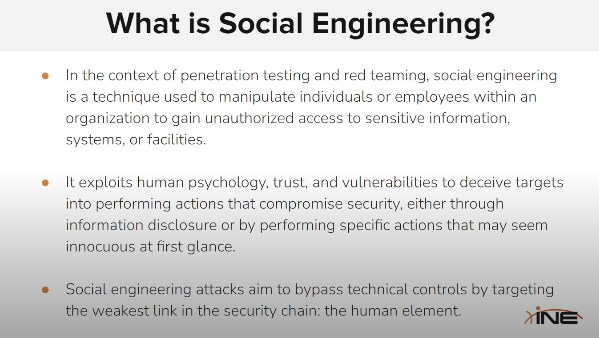 What is Social Engineering?
● In the context of penetration testing and red teaming, social engineering
is a technique used to manipulate individuals or employees within an
organization to gain unauthorized access to sensitive information,
systems, or facilities.
● It exploits human psychology, trust, and vulnerabilities to deceive targets
into performing actions that compromise security, either through
information disclosure or by performing specific actions that may seem
innocuous at first glance.
● Social engineering attacks aim to bypass technical controls by targeting
the weakest link in the security chain: the human element.
INE